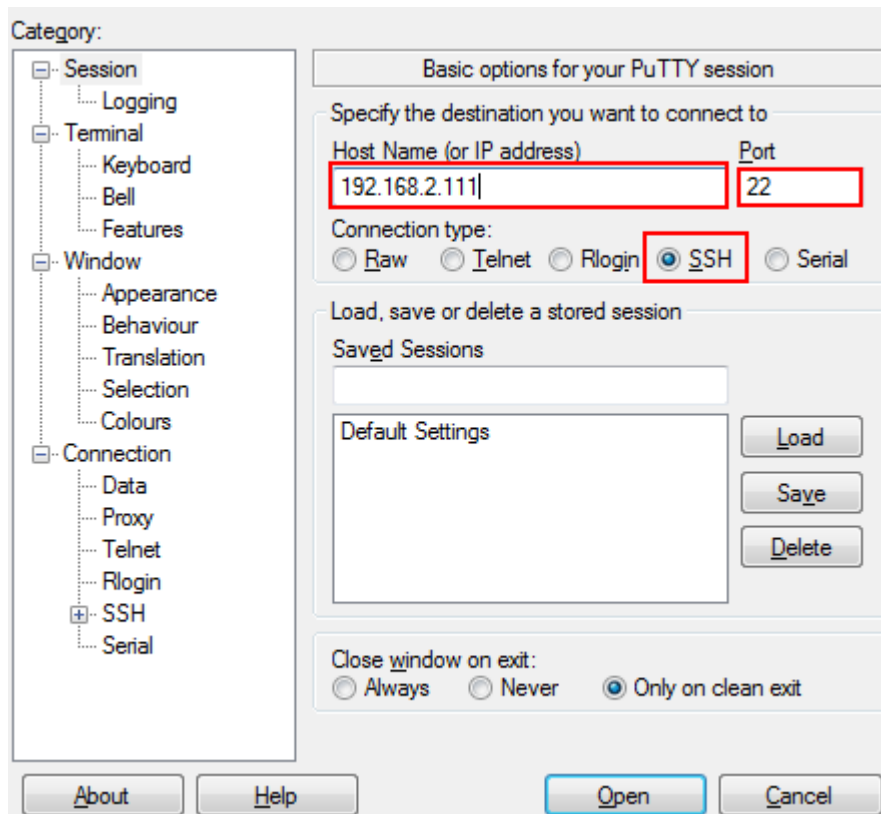 Category:
Session
Logging
Terminal
Keyboard
Bell
Features
Window
Appearance
Behaviour
Translation
Selection
Colours
Connection
Data
Proxy
Telnet
Rlogin
SSH
Serial
Basic options for your PuTTY session
Specify the destination you want to connect to
Host Name (or IP address) Port
192.168.2.111 22
Connection type:
Raw Telnet Rlogin SSH Serial
Load, save or delete a stored session
Saved Sessions
Default Settings
Load
Save
Delete
Close window on exit:
Always Never Only on clean exit
About Help Open Cancel